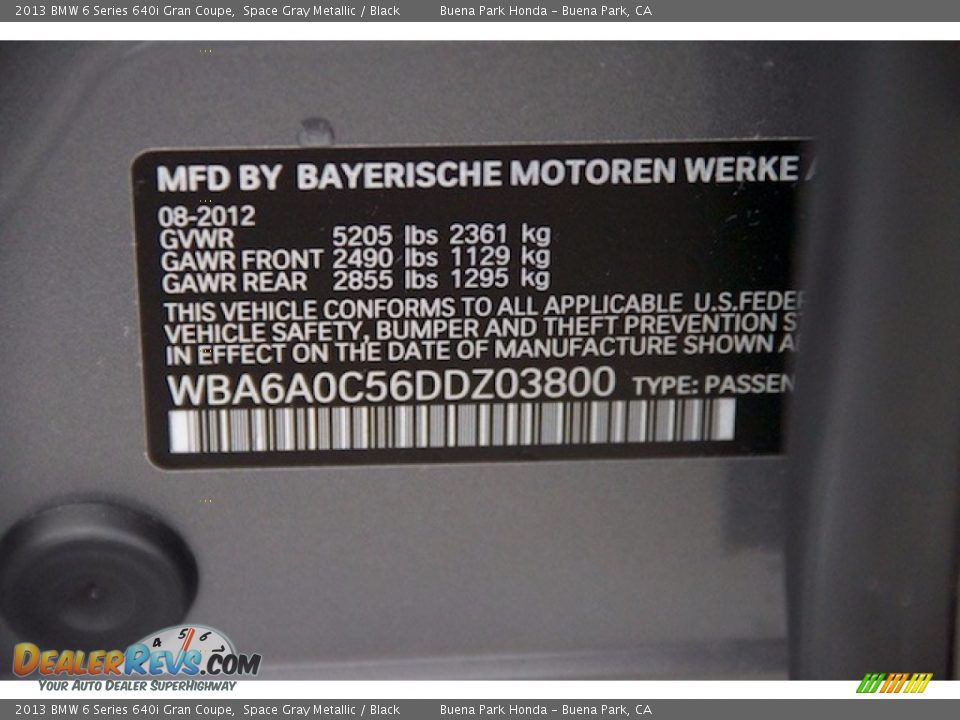 2013 BMW 6 Series 640i Gran Coupe, Space Gray Metallic / Black Buena Park Honda - Buena Park, CA
MFD BY BAYERISCHE MOTOREN WERKE
08-2012
GVWR 5205 lbs 2361 kg
GAWR FRONT 2490 lbs 1129 kg
GAWR REAR 2855 lbs 1295 kg
THIS VEHICLE CONFORMS TO ALL APPLICABLE U.S.FEDER
VEHICLE SAFETY, BUMPER AND THEFT PREVENTION S
IN EFFECT ON THE DATE OF MANUFACTURE SHOWN A
WBA6A0C56DDZ03800 TYPE: PASSEN
4 5 6 7
DEALERREVS.COM
YOUR AUTO DEALER SUPERHIGHWAY
2013 BMW 6 Series 640i Gran Coupe, Space Gray Metallic / Black Buena Park Honda - Buena Park, CA